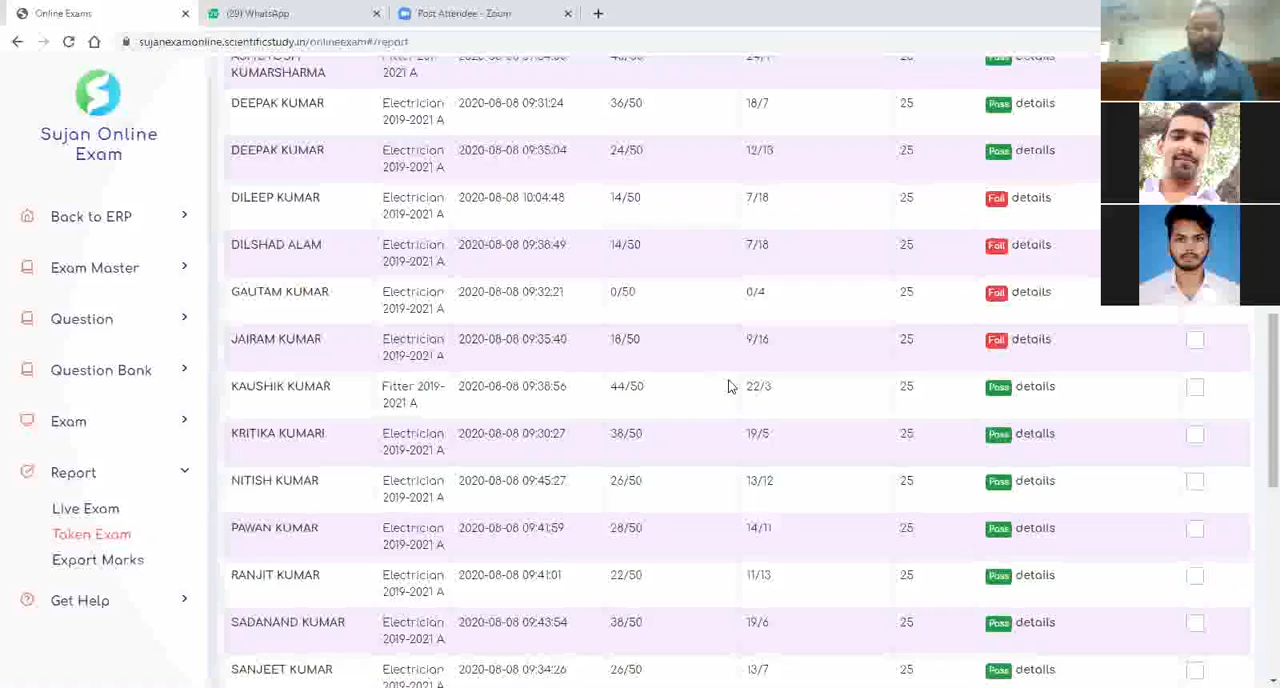 Online Exams
(29) WhatsApp
Post Attendee - Zoom
sujanexamonline.scientificstudy.in/onlineexam#/report
S
Sujan Online
Exam
Back to ERP
Exam Master
Question
Question Bank
Exam
Report
Live Exam
Taken Exam
Export Marks
Get Help
KUMARSHARMA 2021 A details
DEEPAK KUMAR Electrician 2020-08-08 09:31:24 36/50 18/7 25 Pass details
2019-2021 A
DEEPAK KUMAR Electrician 2020-08-08 09:35:04 24/50 12/13 25 Pass details
2019-2021 A
DILEEP KUMAR Electrician 2020-08-08 10:04:48 14/50 7/18 25 Fail details
2019-2021 A
DILSHAD ALAM Electrician 2020-08-08 09:38:49 14/50 7/18 25 Fail details
2019-2021 A
GAUTAM KUMAR Electrician 2020-08-08 09:32:21 0/50 0/4 25 Fail details
2019-2021 A
JAIRAM KUMAR Electrician 2020-08-08 09:35:40 18/50 9/16 25 Fail details
2019-2021 A
KAUSHIK KUMAR Fitter 2019- 2020-08-08 09:38:56 44/50 22/3 25 Pass details
2021 A
KRITIKA KUMARI Electrician 2020-08-08 09:30:27 38/50 19/5 25 Pass details
2019-2021 A
NITISH KUMAR Electrician 2020-08-08 09:45:27 26/50 13/12 25 Pass details
2019-2021 A
PAWAN KUMAR Electrician 2020-08-08 09:41:59 28/50 14/11 25 Pass details
2019-2021 A
RANJIT KUMAR Electrician 2020-08-08 09:41:01 22/50 11/13 25 Pass details
2019-2021 A
SADANAND KUMAR Electrician 2020-08-08 09:43:54 38/50 19/6 25 Pass details
2019-2021 A
SANJEET KUMAR Electrician 2020-08-08 09:34:26 26/50 13/7 25 Pass details
2019-2021 A